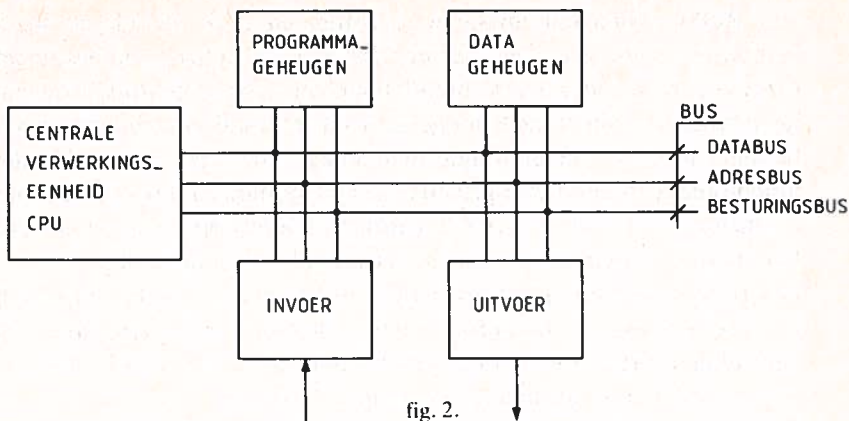 PROGRAMMA_
GEHEUGEN
DATA
GEHEUGEN
CENTRALE
VERWERKINGS_
EENHEID
CPU
BUS
DATABUS
ADRESBUS
BESTURINGSBUS
INVOER
UITVOER
fig. 2.